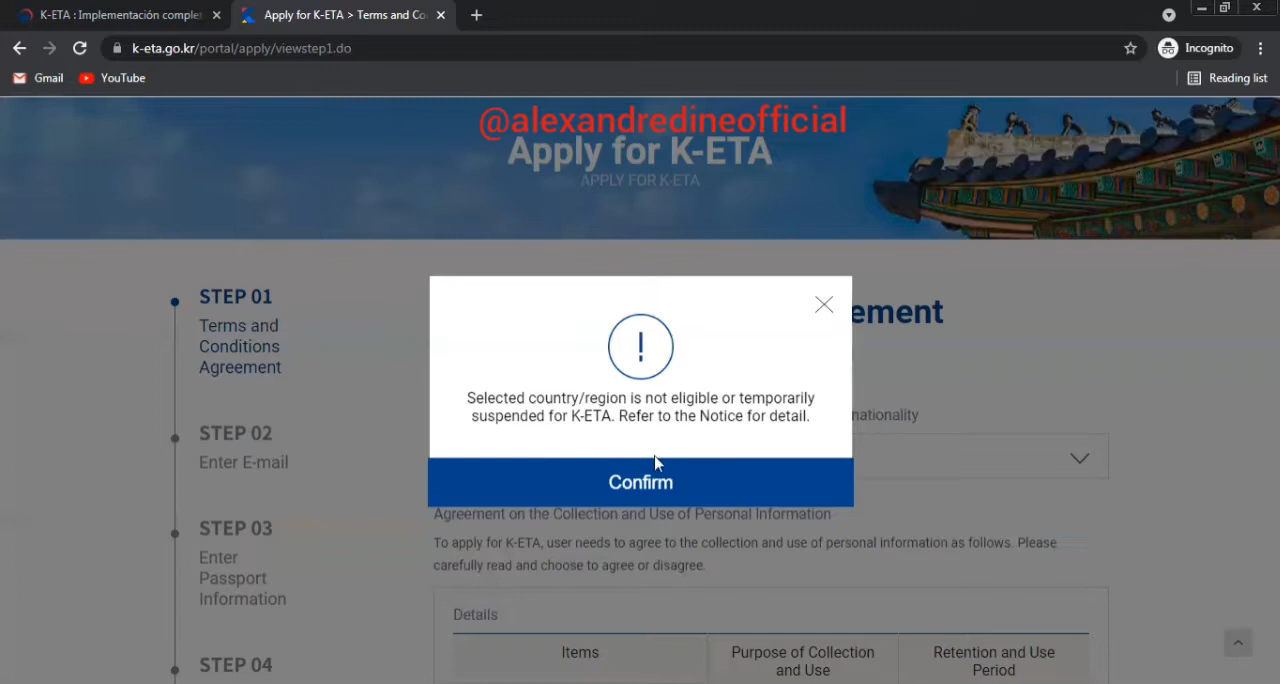 K-ETA : Implementación comple
Apply for K-ETA > Terms and Co
k-eta.go.kr/portal/apply/viewstep1.do
Incognito
Gmail
YouTube
Reading list
@alexandredineofficial
Apply for K-ETA
APPLY FOR K-ETA
STEP 01
Terms and
Conditions
Agreement
STEP 02
Enter E-mail
STEP 03
Enter
Passport
Information
STEP 04
ement
Selected country/region is not eligible or temporarily
suspended for K-ETA. Refer to the Notice for detail.
Confirm
nationality
Agreement on the Collection and Use of Personal Information
To apply for K-ETA, user needs to agree to the collection and use of personal information as follows. Please
carefully read and choose to agree or disagree.
Details
Items
Purpose of Collection
and Use
Retention and Use
Period